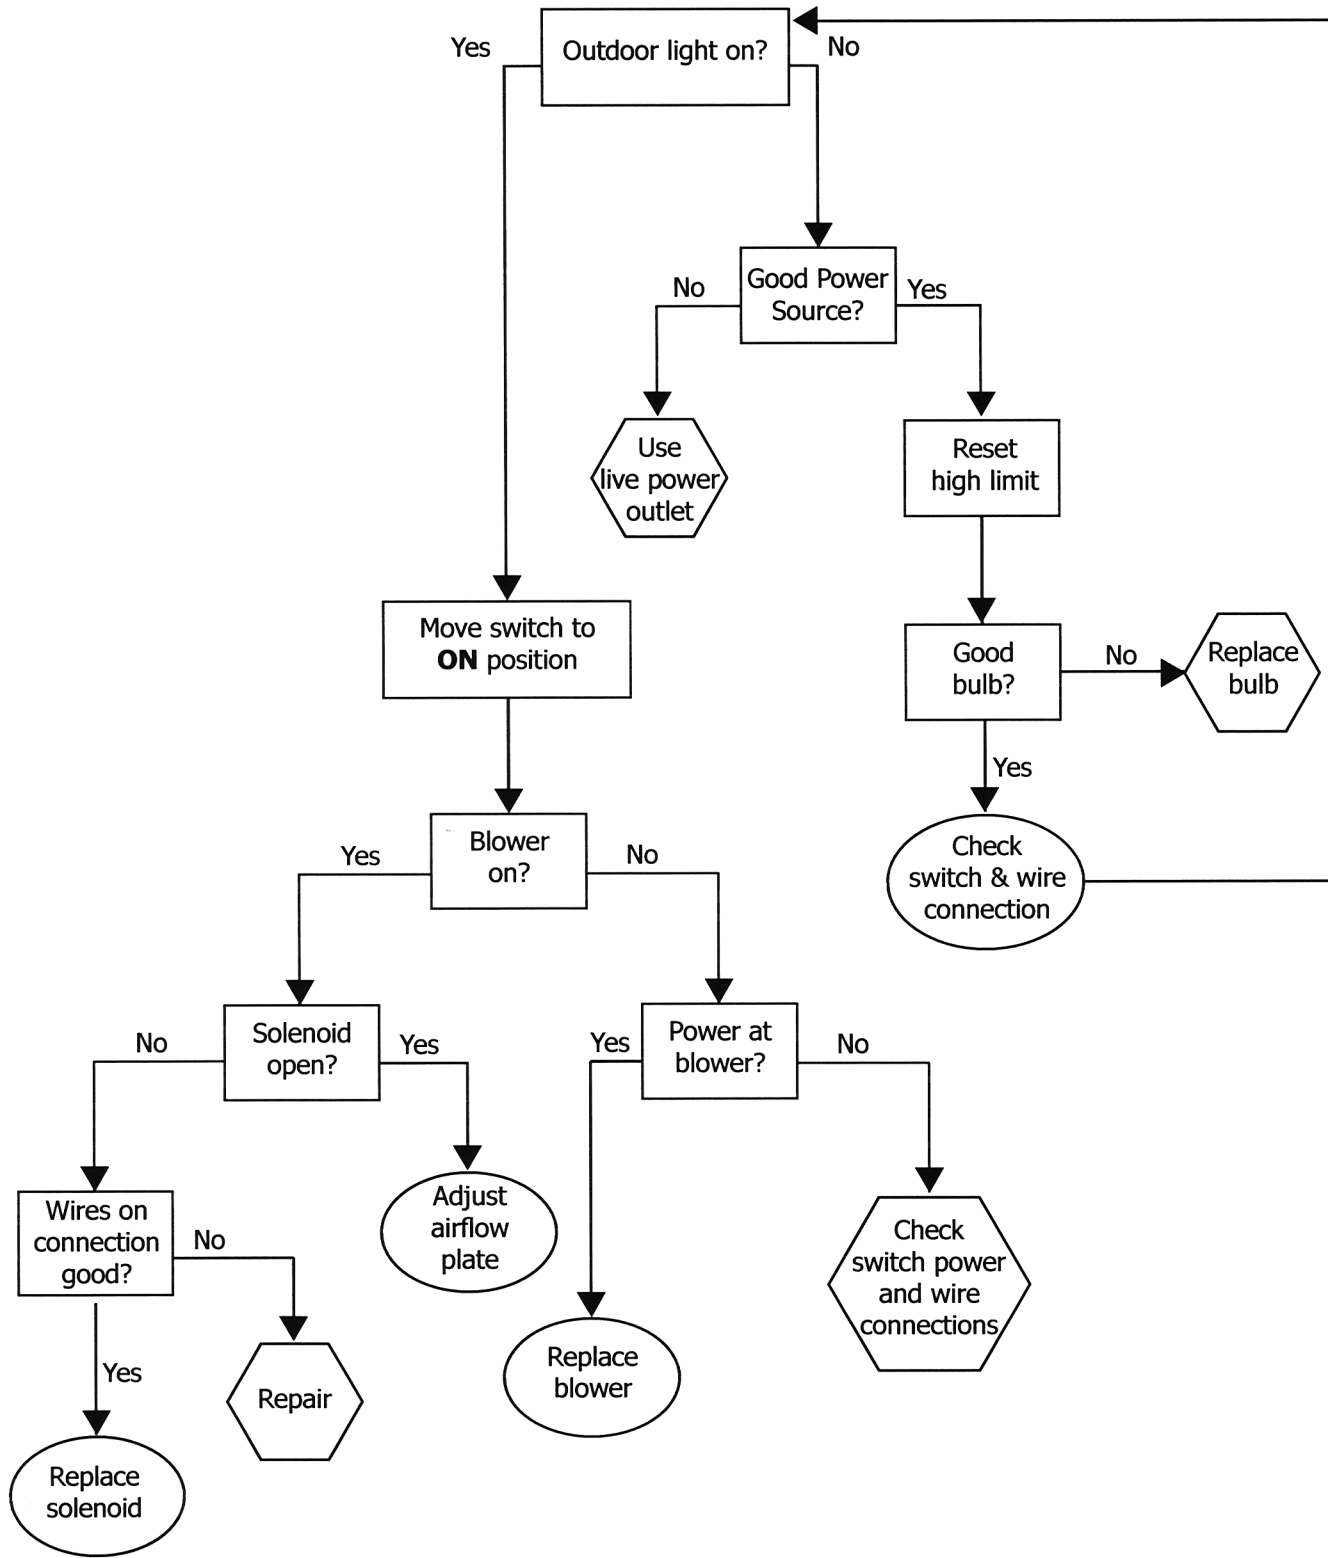 Outdoor light on?
Yes
No
Good Power
Source?
No
Yes
Use
live power
outlet
Reset
high limit
Move switch to
ON position
Good
bulb?
No
Replace
bulb
Yes
Blower
on?
Yes
No
Check
switch & wire
connection
Solenoid
open?
No
Yes
Power at
blower?
Yes
No
Wires on
connection
good?
No
Yes
Adjust
airflow
plate
Check
switch power
and wire
connections
Repair
Replace
blower
Replace
solenoid